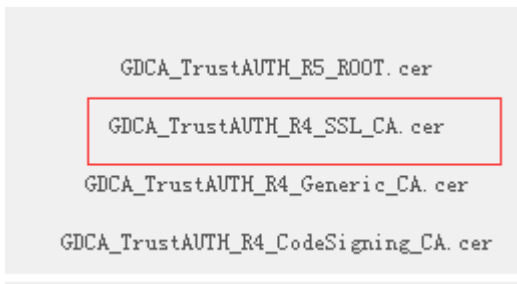 GDCA_TrustAUTH_R5_ROOT.cer
GDCA_TrustAUTH_R4_SSL_CA.cer
GDCA_TrustAUTH_R4_Generic_CA.cer
GDCA_TrustAUTH_R4_CodeSigning_CA.cer